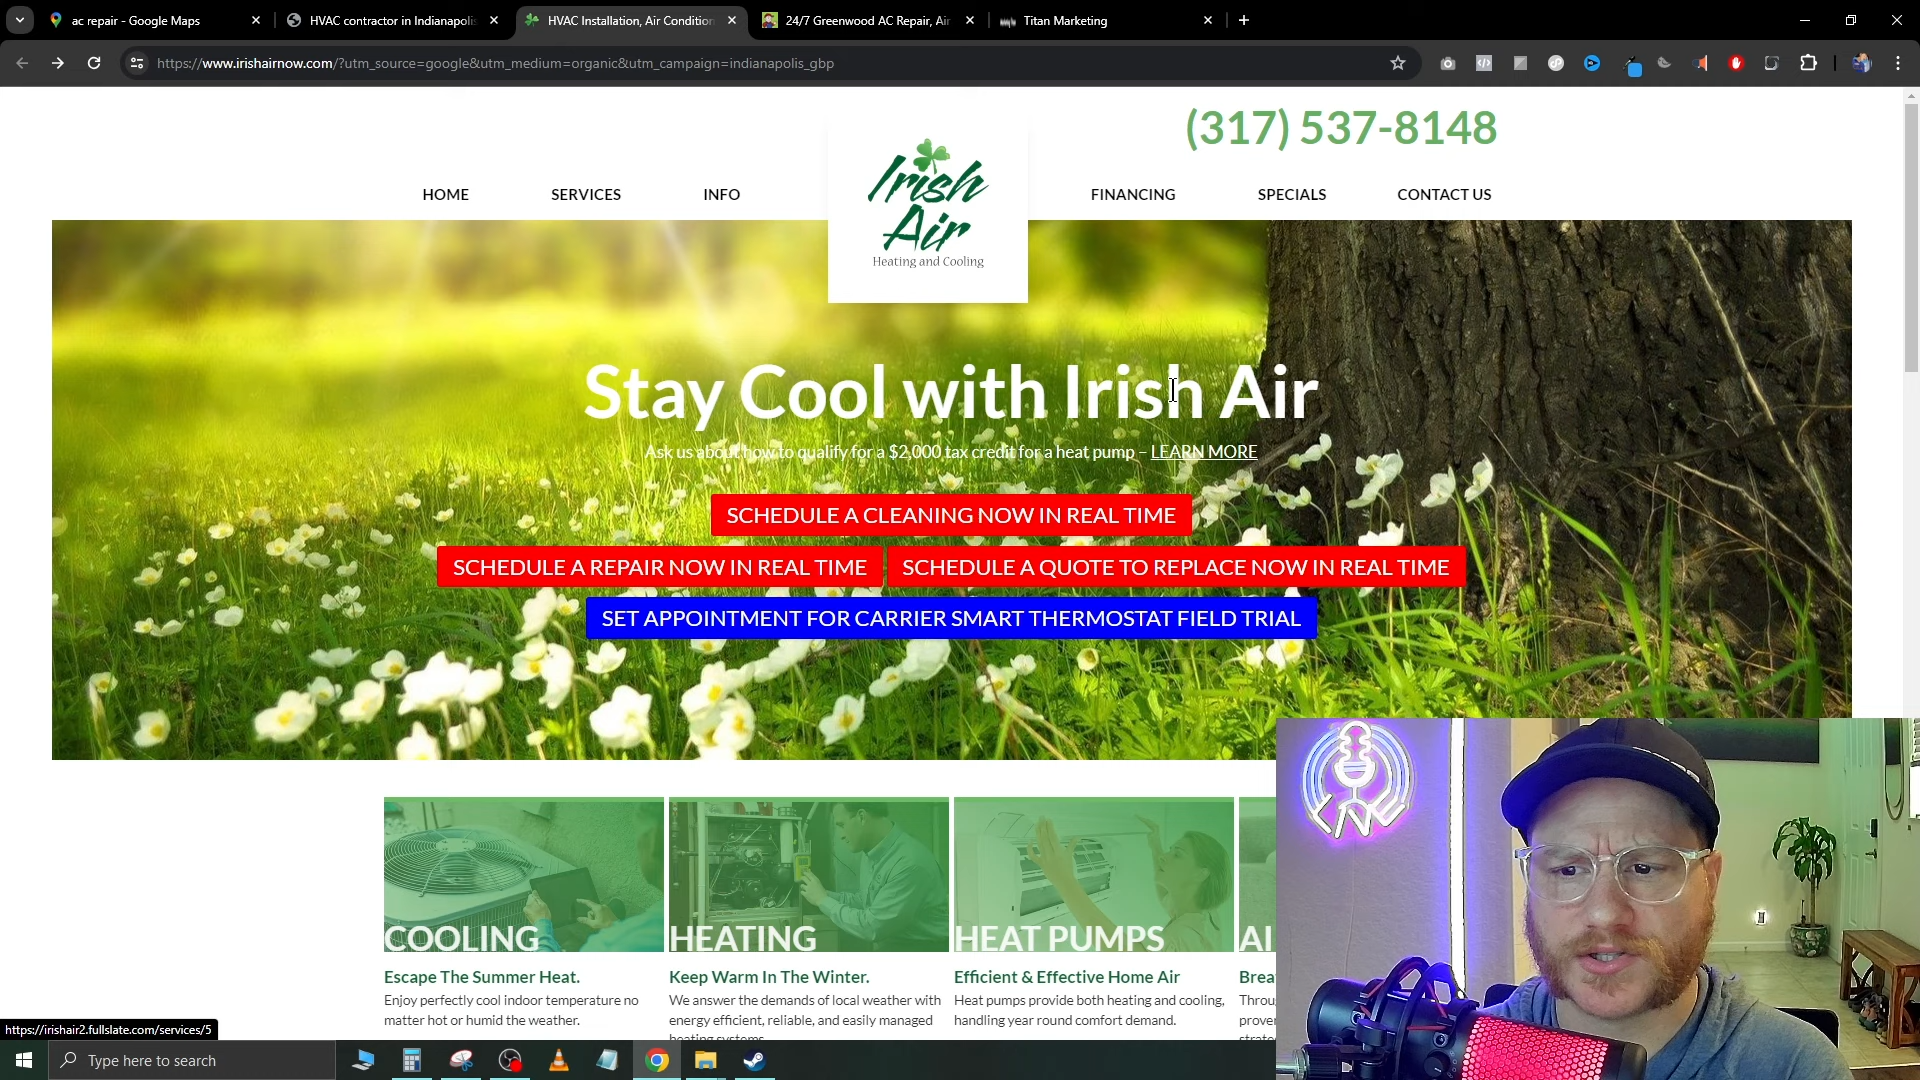 ac repair - Google Maps
HVAC contractor in Indianapolis
HVAC Installation, Air Condition
24/7 Greenwood AC Repair, Air
Titan Marketing
https://www.irishairnow.com/?utm_source=google&utm_medium=organic&utm_campaign=indianapolis_gbp
(317) 537-8148
HOME
SERVICES
INFO
Irish
Air
Heating and Cooling
FINANCING
SPECIALS
CONTACT US
Stay Cool with Irish Air
Ask us about how to qualify for a $2,000 tax credit for a heat pump – LEARN MORE
SCHEDULE A CLEANING NOW IN REAL TIME
SCHEDULE A REPAIR NOW IN REAL TIME
SCHEDULE A QUOTE TO REPLACE NOW IN REAL TIME
SET APPOINTMENT FOR CARRIER SMART THERMOSTAT FIELD TRIAL
COOLING
Escape The Summer Heat.
Enjoy perfectly cool indoor temperature no
matter hot or humid the weather.
HEATING
Keep Warm In The Winter.
We answer the demands of local weather with
energy efficient, reliable, and easily managed
heating systems.
HEAT PUMPS
Efficient & Effective Home Air
Heat pumps provide both heating and cooling,
handling year round comfort demand.
AI
Brea
Throu
prove
strate
https://irishair2.fullslate.com/services/5
Type here to search